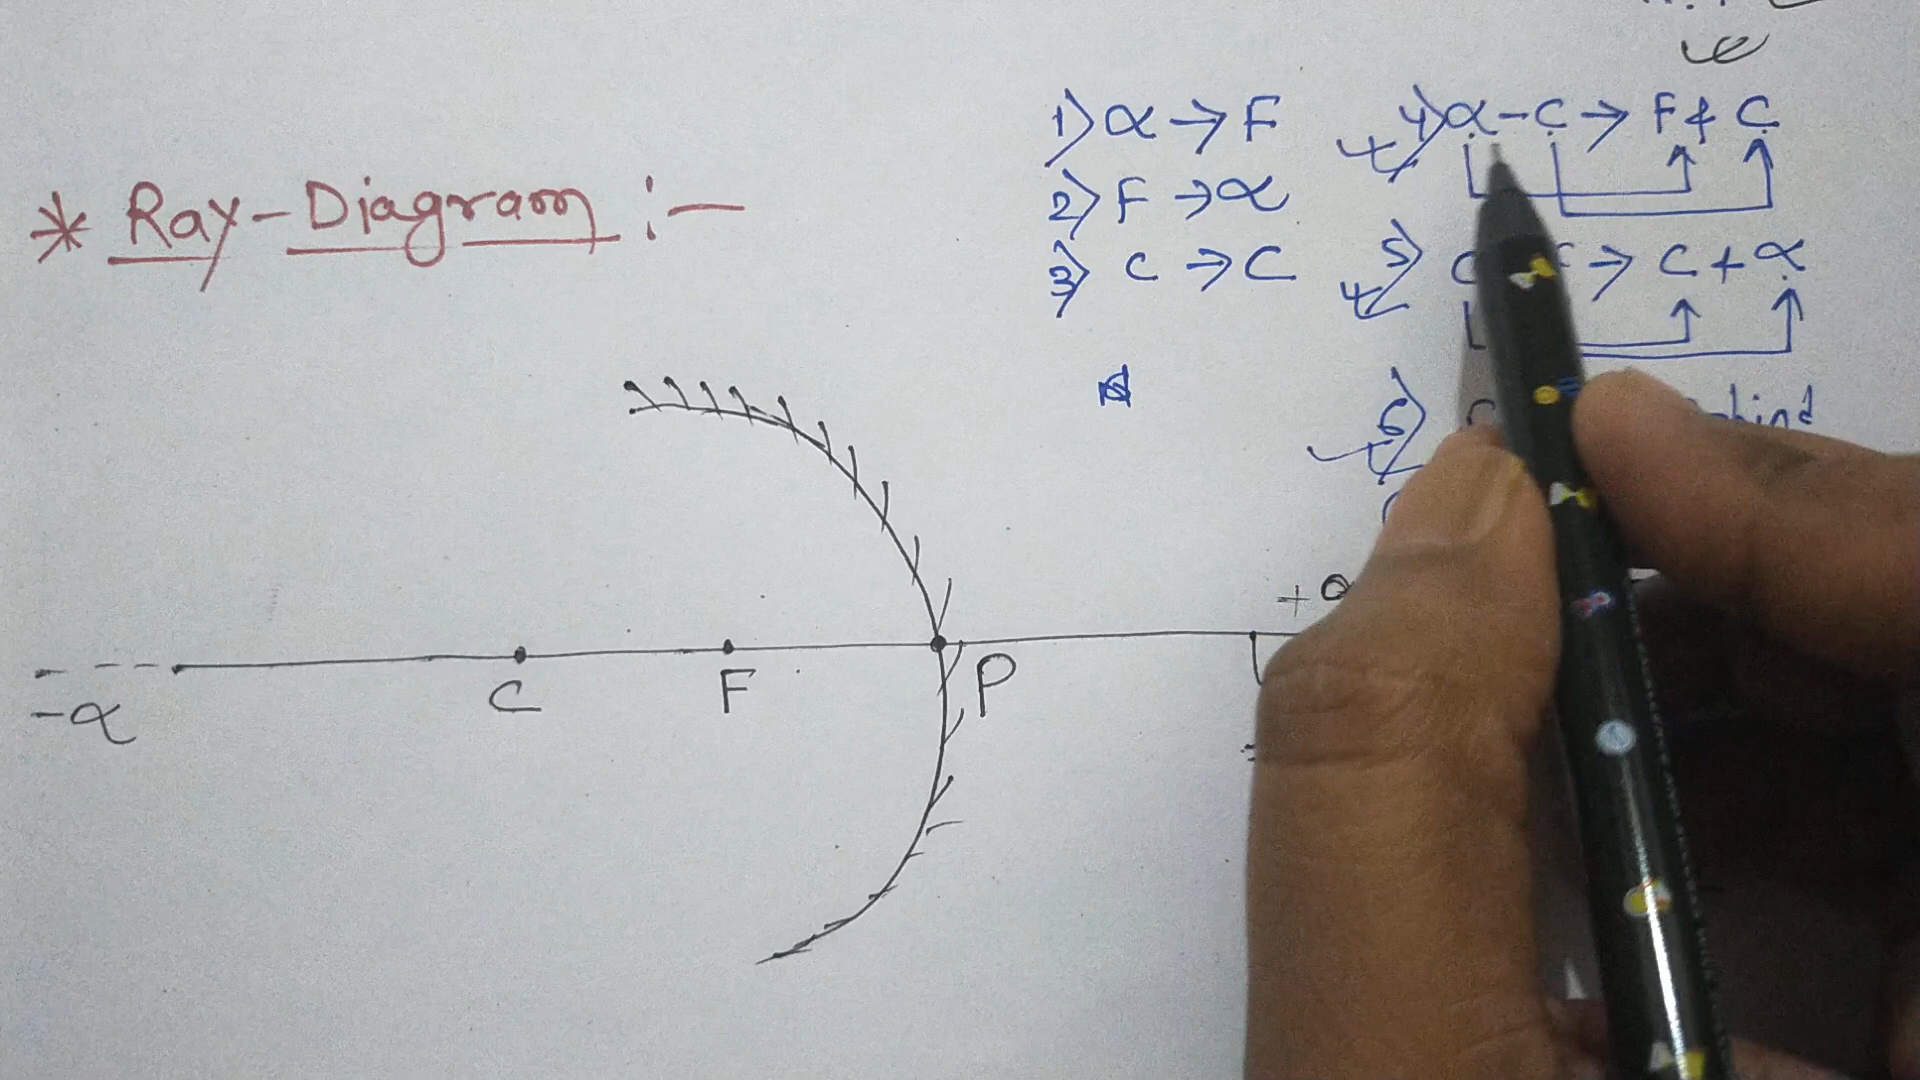 * Ray-Diagram :-
1) α → F
2) F → α
3) C → C
4) α - C → F & C
5) C → C + α
6)
-α
C
F
P
+